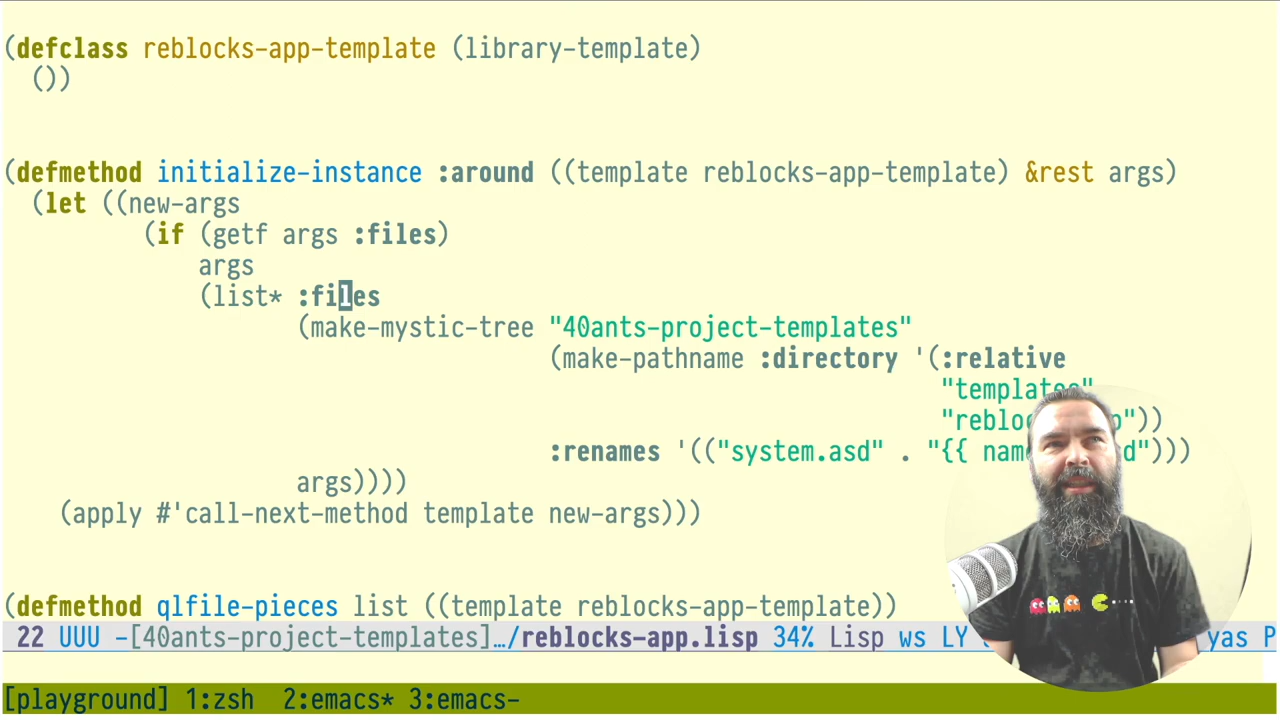 (defclass reblocks-app-template (library-template)
())
(defmethod initialize-instance :around ((template reblocks-app-template) &rest args)
(let ((new-args
(if (getf args :files)
args
(list* :files
(make-mystic-tree "40ants-project-templates"
(make-pathname :directory '(:relative
"templates"
:renames '(("system.asd" . "{{
args))))
(apply #'call-next-method template new-args)))
(defmethod qlfile-pieces list ((template reblocks-app-template))
22 UUU -[40ants-project-templates]…/reblocks-app.lisp 34% Lisp ws LY yas P
[playground] 1:zsh 2:emacs* 3:emacs-